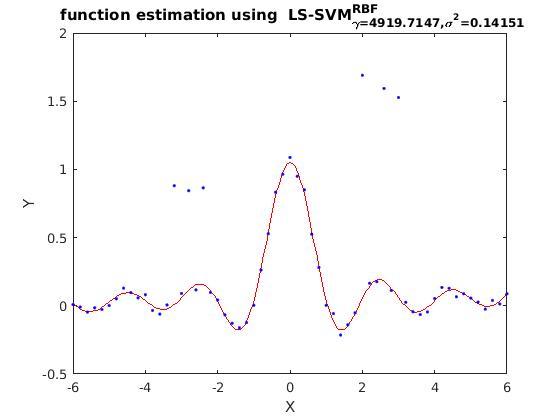 function estimation using LS-SVM^RBF_γ=4919.7147,σ²=0.14151
2
1.5
1
0.5
0
-0.5
Y
-6 -4 -2 0 2 4 6
X